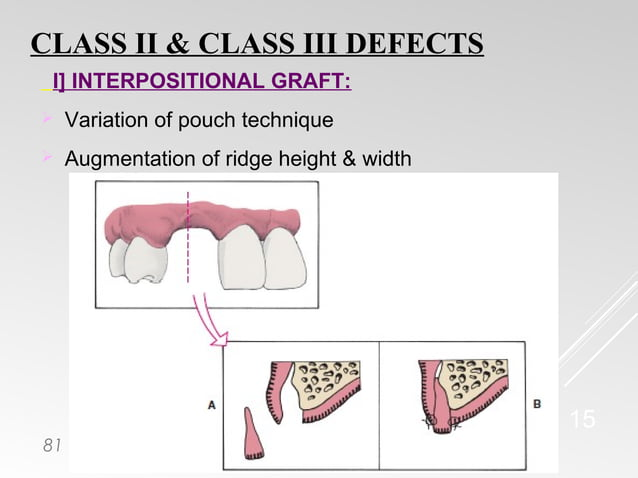 CLASS II & CLASS III DEFECTS
I] INTERPOSITIONAL GRAFT:
Variation of pouch technique
Augmentation of ridge height & width
A
B
15
81